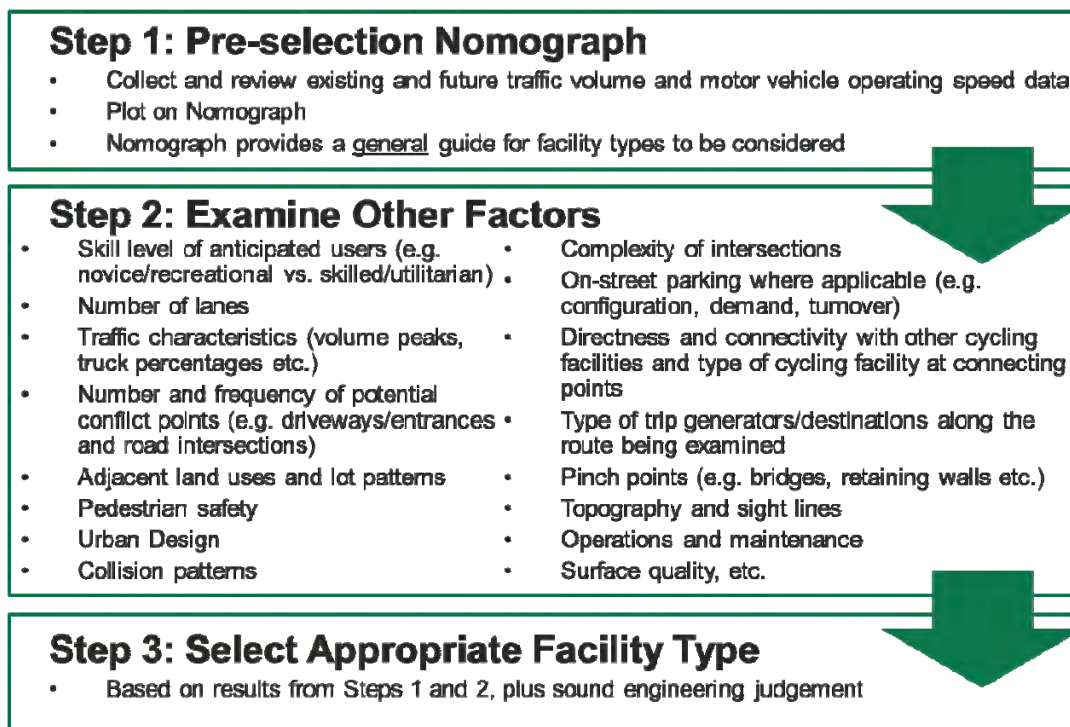 Step 1: Pre-selection Nomograph
• Collect and review existing and future traffic volume and motor vehicle operating speed data
• Plot on Nomograph
• Nomograph provides a general guide for facility types to be considered
Step 2: Examine Other Factors
• Skill level of anticipated users (e.g.
novice/recreational vs. skilled/utilitarian)
• Number of lanes
• Traffic characteristics (volume peaks,
truck percentages etc.)
• Number and frequency of potential
conflict points (e.g. driveways/entrances
and road intersections)
• Adjacent land uses and lot patterns
• Pedestrian safety
• Urban Design
• Collision patterns
• Complexity of intersections
• On-street parking where applicable (e.g.
configuration, demand, turnover)
• Directness and connectivity with other cycling
facilities and type of cycling facility at connecting
points
• Type of trip generators/destinations along the
route being examined
• Pinch points (e.g. bridges, retaining walls etc.)
• Topography and sight lines
• Operations and maintenance
• Surface quality, etc.
Step 3: Select Appropriate Facility Type
• Based on results from Steps 1 and 2, plus sound engineering judgement